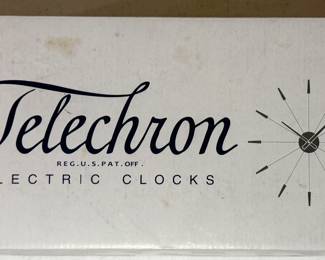 Telechron
REG.U.S.PAT.OFF.
LECTRIC CLOCKS